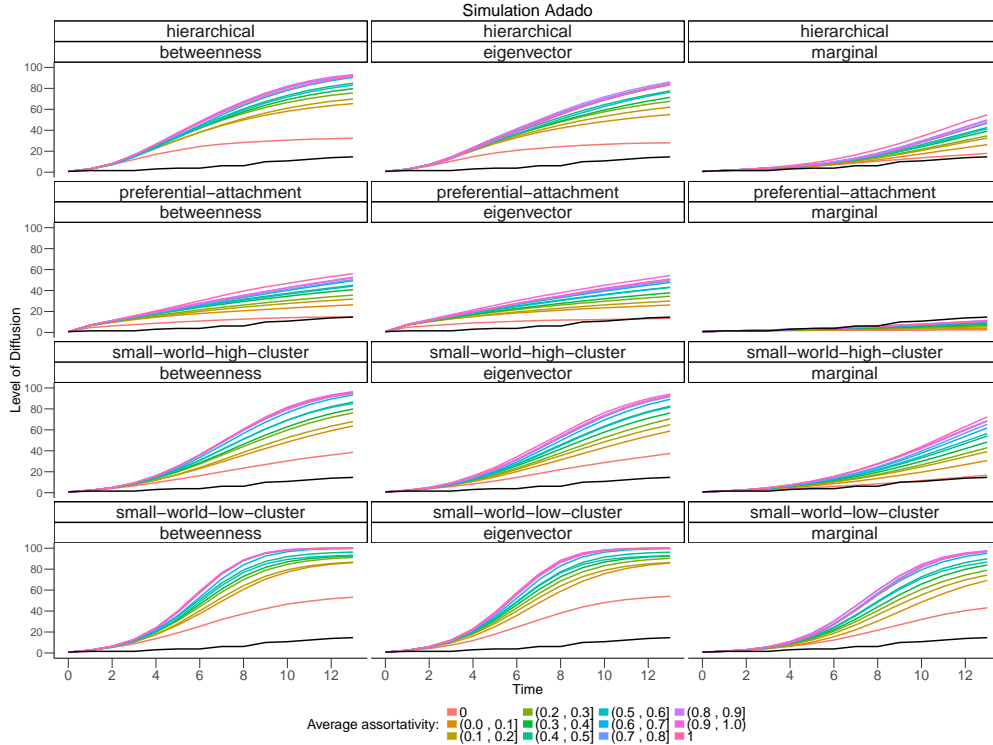 Simulation Adado
hierarchical hierarchical hierarchical
betweenness eigenvector marginal
100
80
60
40
20
0
preferential−attachment preferential−attachment preferential−attachment
betweenness eigenvector marginal
100
80
60
40
20
0
small−world−high−cluster small−world−high−cluster small−world−high−cluster
betweenness eigenvector marginal
100
80
60
40
20
0
small−world−low−cluster small−world−low−cluster small−world−low−cluster
betweenness eigenvector marginal
100
80
60
40
20
0
Level of Diffusion
0 2 4 6 8 10 12 0 2 4 6 8 10 12 0 2 4 6 8 10 12
Time
Average assortativity:
0 (0.2 , 0.3] (0.5 , 0.6] (0.8 , 0.9]
(0.0 , 0.1] (0.3 , 0.4] (0.6 , 0.7] (0.9 , 1.0)
(0.1 , 0.2] (0.4 , 0.5] (0.7 , 0.8] 1